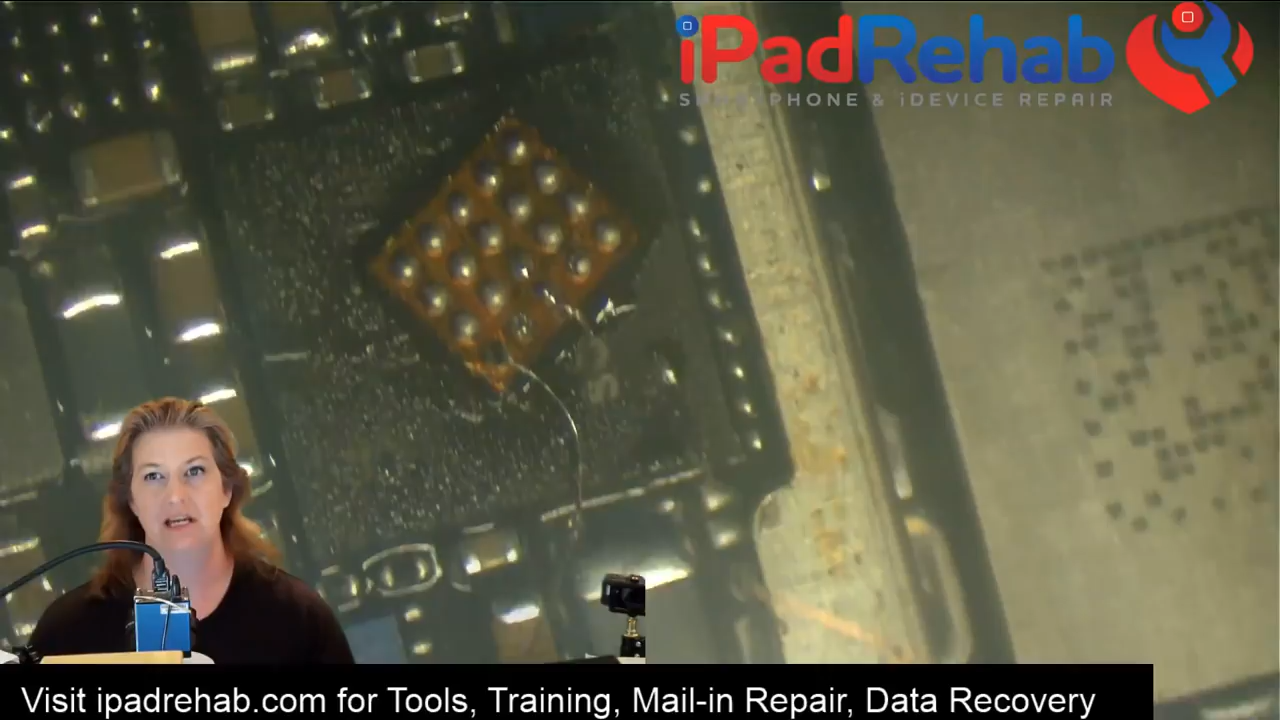 iPadRehab
SMARTPHONE & iDEVICE REPAIR
Visit ipadrehab.com for Tools, Training, Mail-in Repair, Data Recovery